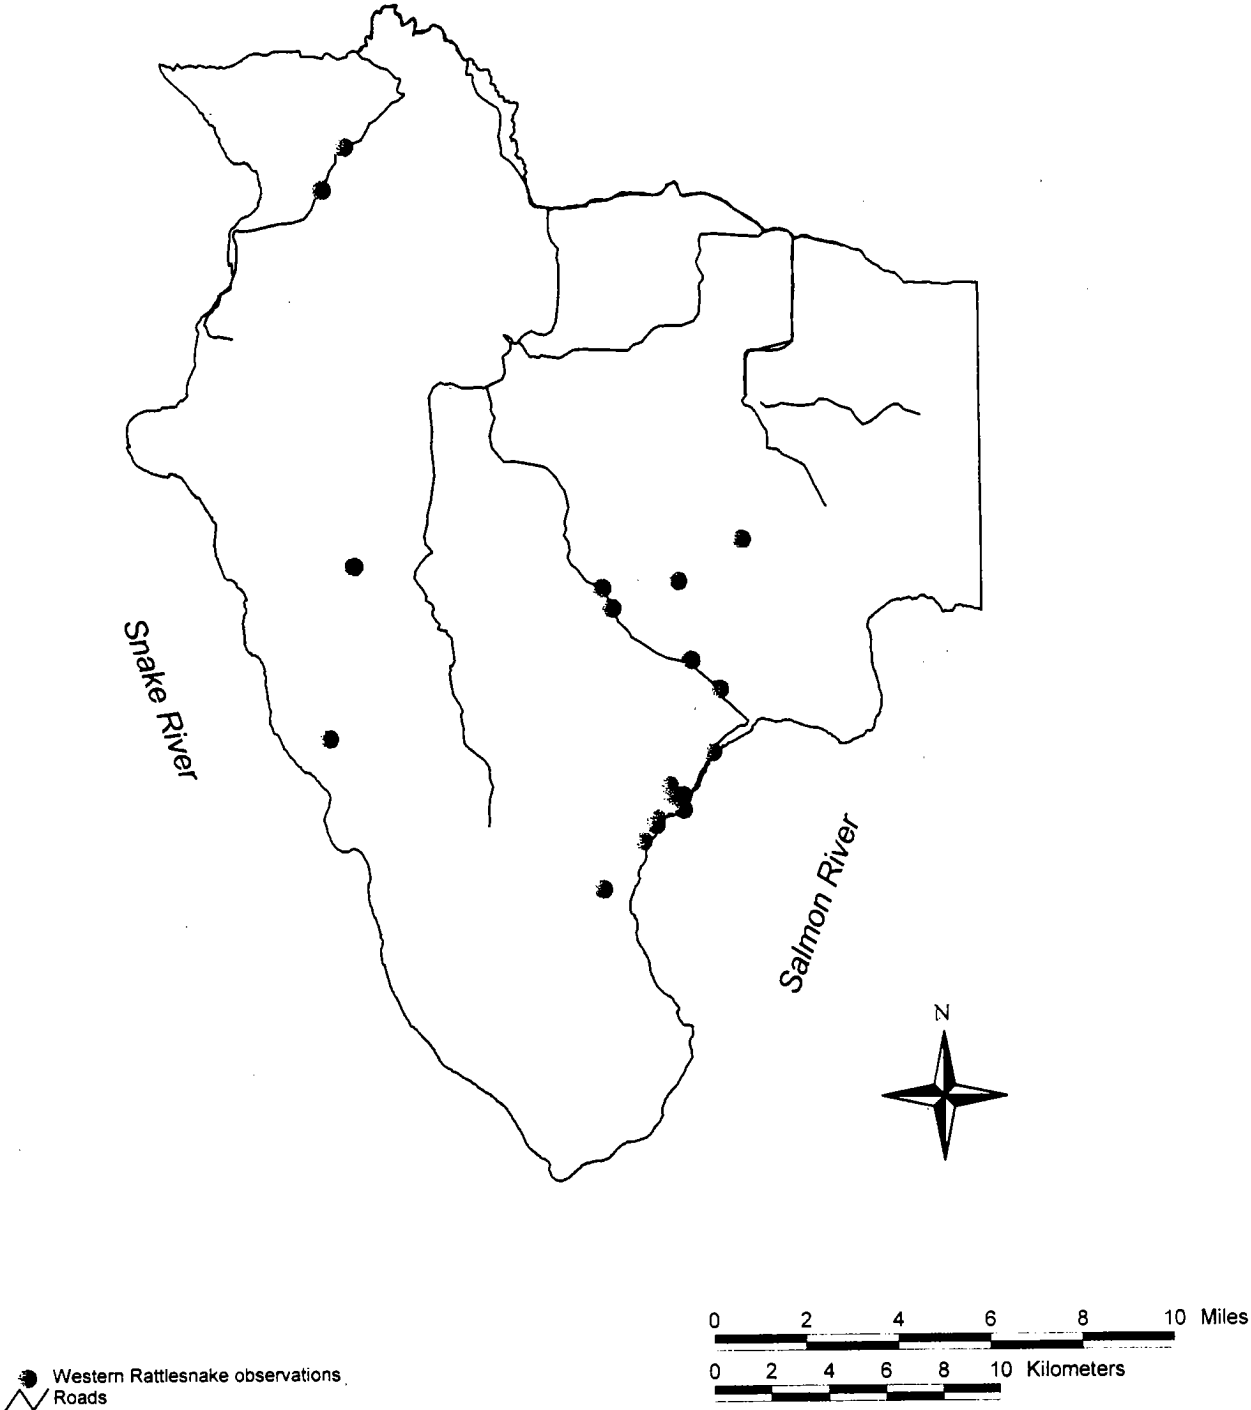 Snake River
Salmon River
N
0 2 4 6 8 10 Miles
0 2 4 6 8 10 Kilometers
Western Rattlesnake observations
Roads